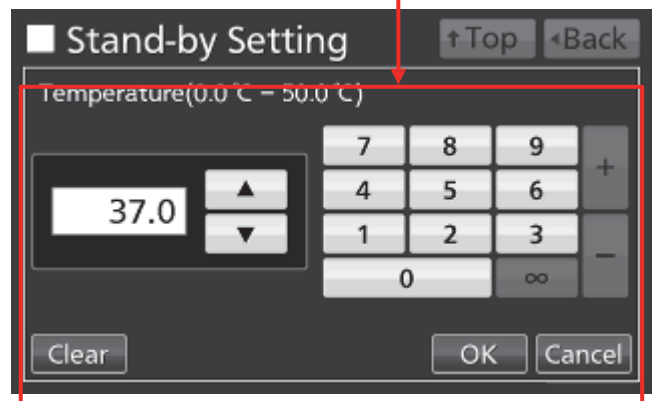 Stand-by Setting ↑Top ◂Back
Temperature(0.0℃ – 50.0℃)
7 8 9 +
37.0 ▲ 4 5 6
▼ 1 2 3 –
0 ∞
Clear OK Cancel